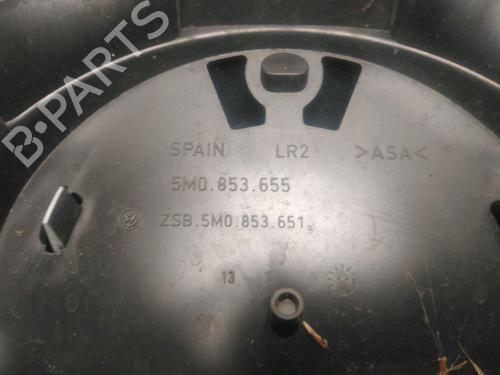 B-PARTS
SPAIN LR2 >ASA<
5M0.853.655
ZSB.5M0.853.651
13